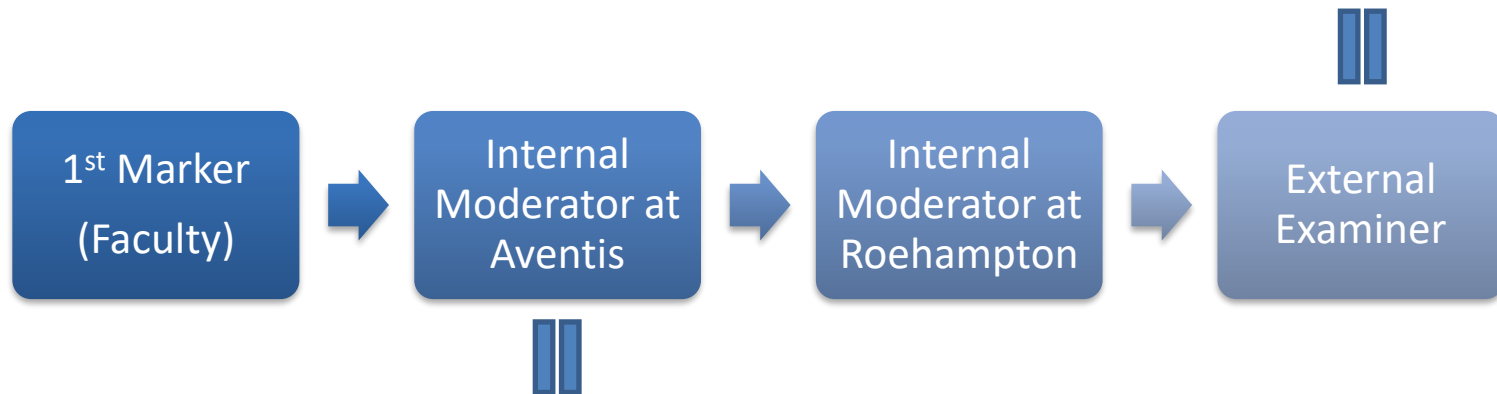 1st Marker
(Faculty)
Internal
Moderator at
Aventis
Internal
Moderator at
Roehampton
External
Examiner